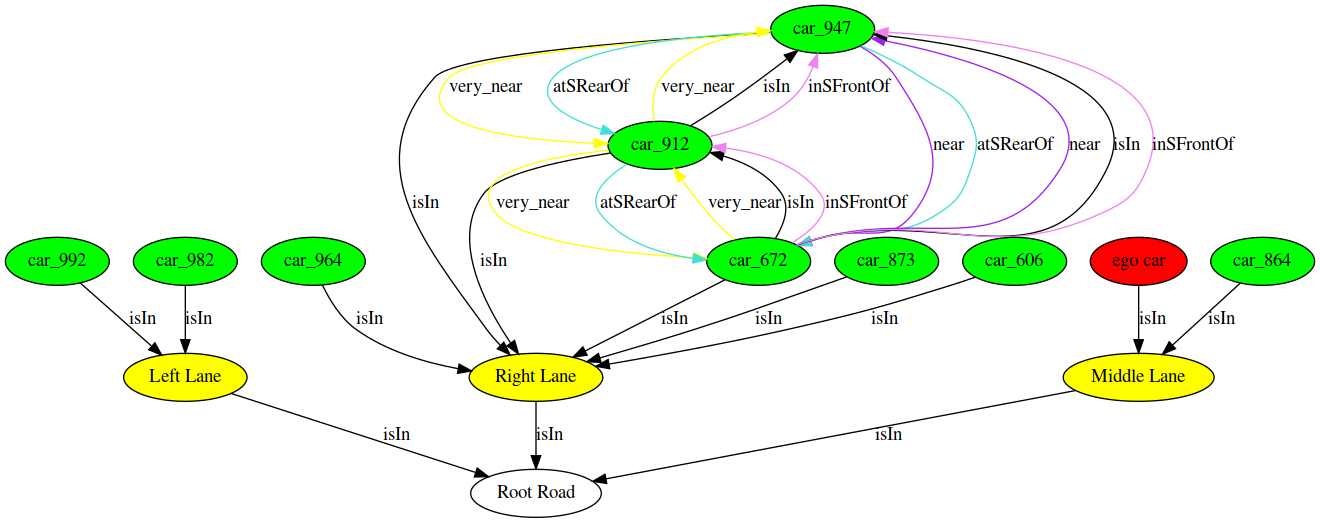 car_947
very_near
atSRearOf
very_near
isIn
inSFrontOf
car_912
near
atSRearOf
near
isIn
inSFrontOf
isIn
very_near
atSRearOf
very_near
isIn
inSFrontOf
isIn
car_992
car_982
car_964
car_672
car_873
car_606
ego car
car_864
isIn
isIn
isIn
isIn
isIn
isIn
isIn
isIn
Left Lane
Right Lane
Middle Lane
isIn
isIn
isIn
Root Road